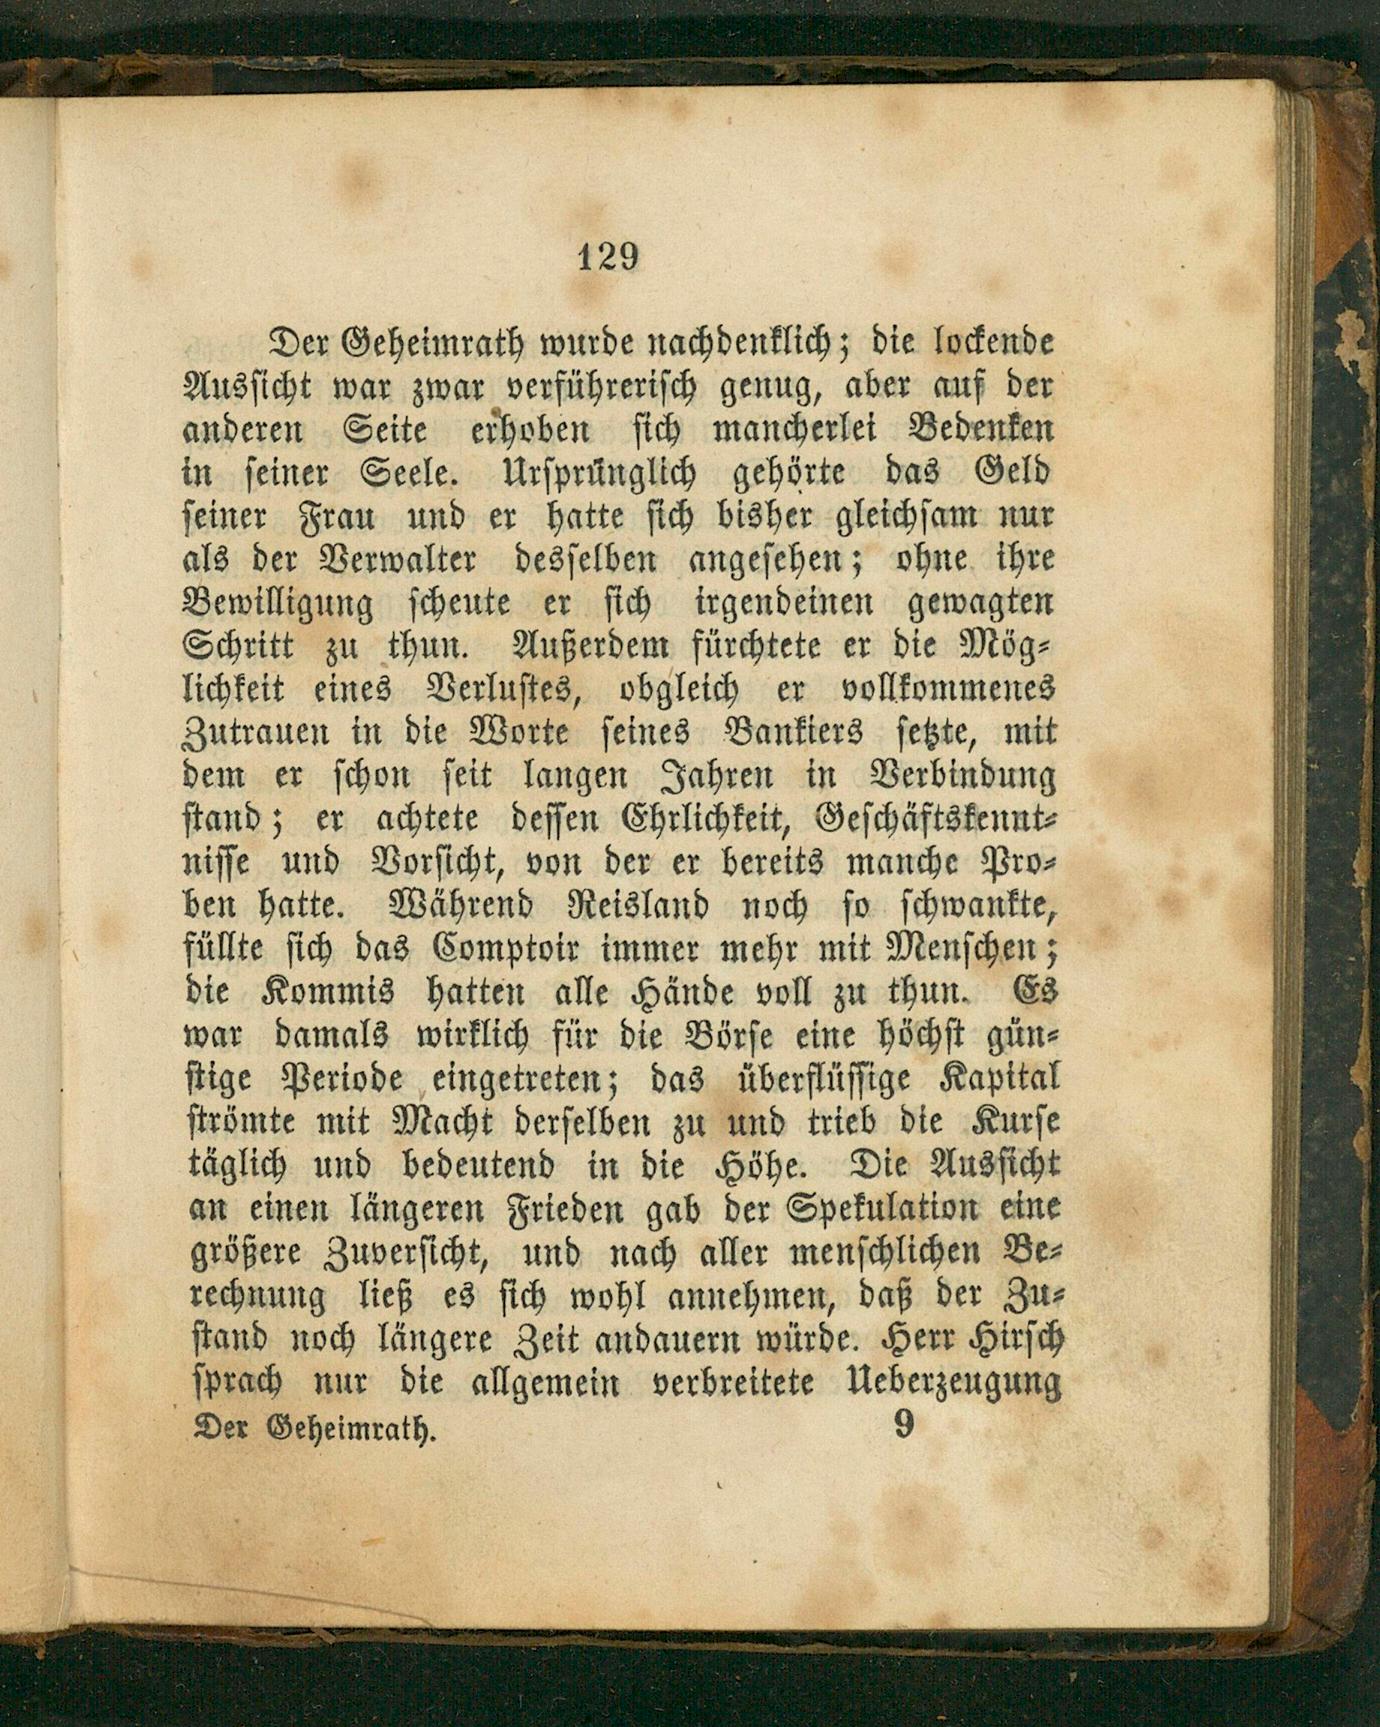 129
Der Geheimrath wurde nachdenklich; die lockende
Aussicht war zwar verführerisch genug, aber auf der
anderen Seite erhoben sich mancherlei Bedenken
in seiner Seele. Ursprünglich gehörte das Geld
seiner Frau und er hatte sich bisher gleichsam nur
als der Verwalter desselben angesehen; ohne ihre
Bewilligung scheute er sich irgendeinen gewagten
Schritt zu thun. Außerdem fürchtete er die Mög-
lichkeit eines Verlustes, obgleich er vollkommenes
Zutrauen in die Worte seines Bankiers setzte, mit
dem er schon seit langen Jahren in Verbindung
stand; er achtete dessen Ehrlichkeit, Geschäftskennt-
nisse und Vorsicht, von der er bereits manche Pro-
ben hatte. Während Reisland noch so schwankte,
füllte sich das Comptoir immer mehr mit Menschen;
die Kommis hatten alle Hände voll zu thun. Es
war damals wirklich für die Börse eine höchst gün-
stige Periode eingetreten; das überflüssige Kapital
strömte mit Macht derselben zu und trieb die Kurse
täglich und bedeutend in die Höhe. Die Aussicht
an einen längeren Frieden gab der Spekulation eine
größere Zuversicht, und nach aller menschlichen Be-
rechnung ließ es sich wohl annehmen, daß der Zu-
stand noch längere Zeit andauern würde. Herr Hirsch
sprach nur die allgemein verbreitete Ueberzeugung
Der Geheimrath. 9